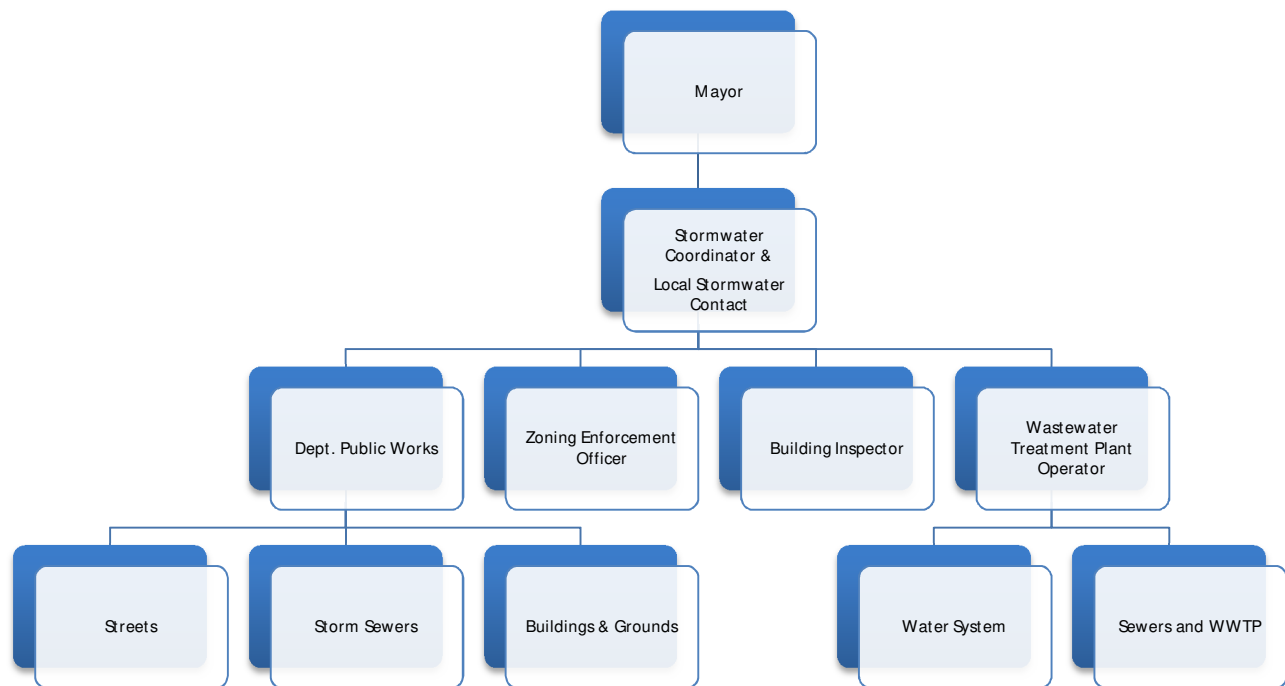 Mayor
Stormwater
Coordinator &
Local Stormwater
Contact
Dept. Public Works
Zoning Enforcement
Officer
Building Inspector
Wastewater
Treatment Plant
Operator
Streets
Storm Sewers
Buildings & Grounds
Water System
Sewers and WWTP